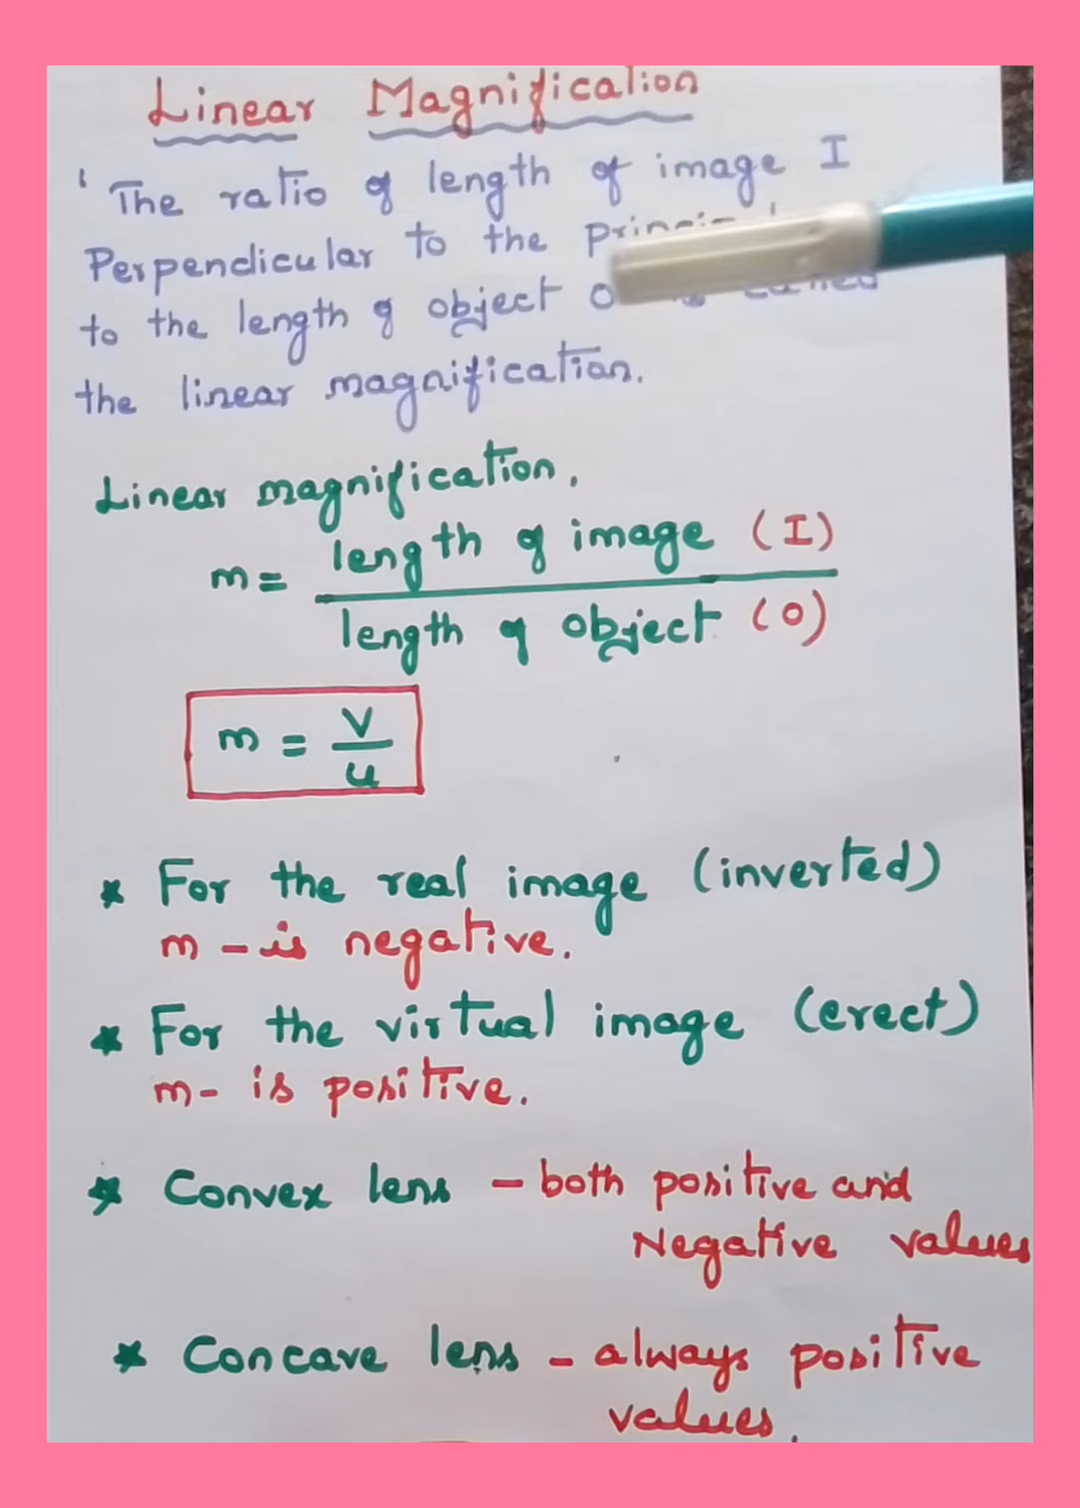 Linear Magnification
The ratio of length of image I
Perpendicular to the
to the length of object O is called
the linear magnification.
Linear magnification,
length of image (I)
m =
length of object (O)
m = v
u
* For the real image (inverted)
m - is negative.
* For the virtual image (erect)
m - is positive.
* Convex lens - both positive and
Negative values
* Concave lens - always positive
values.